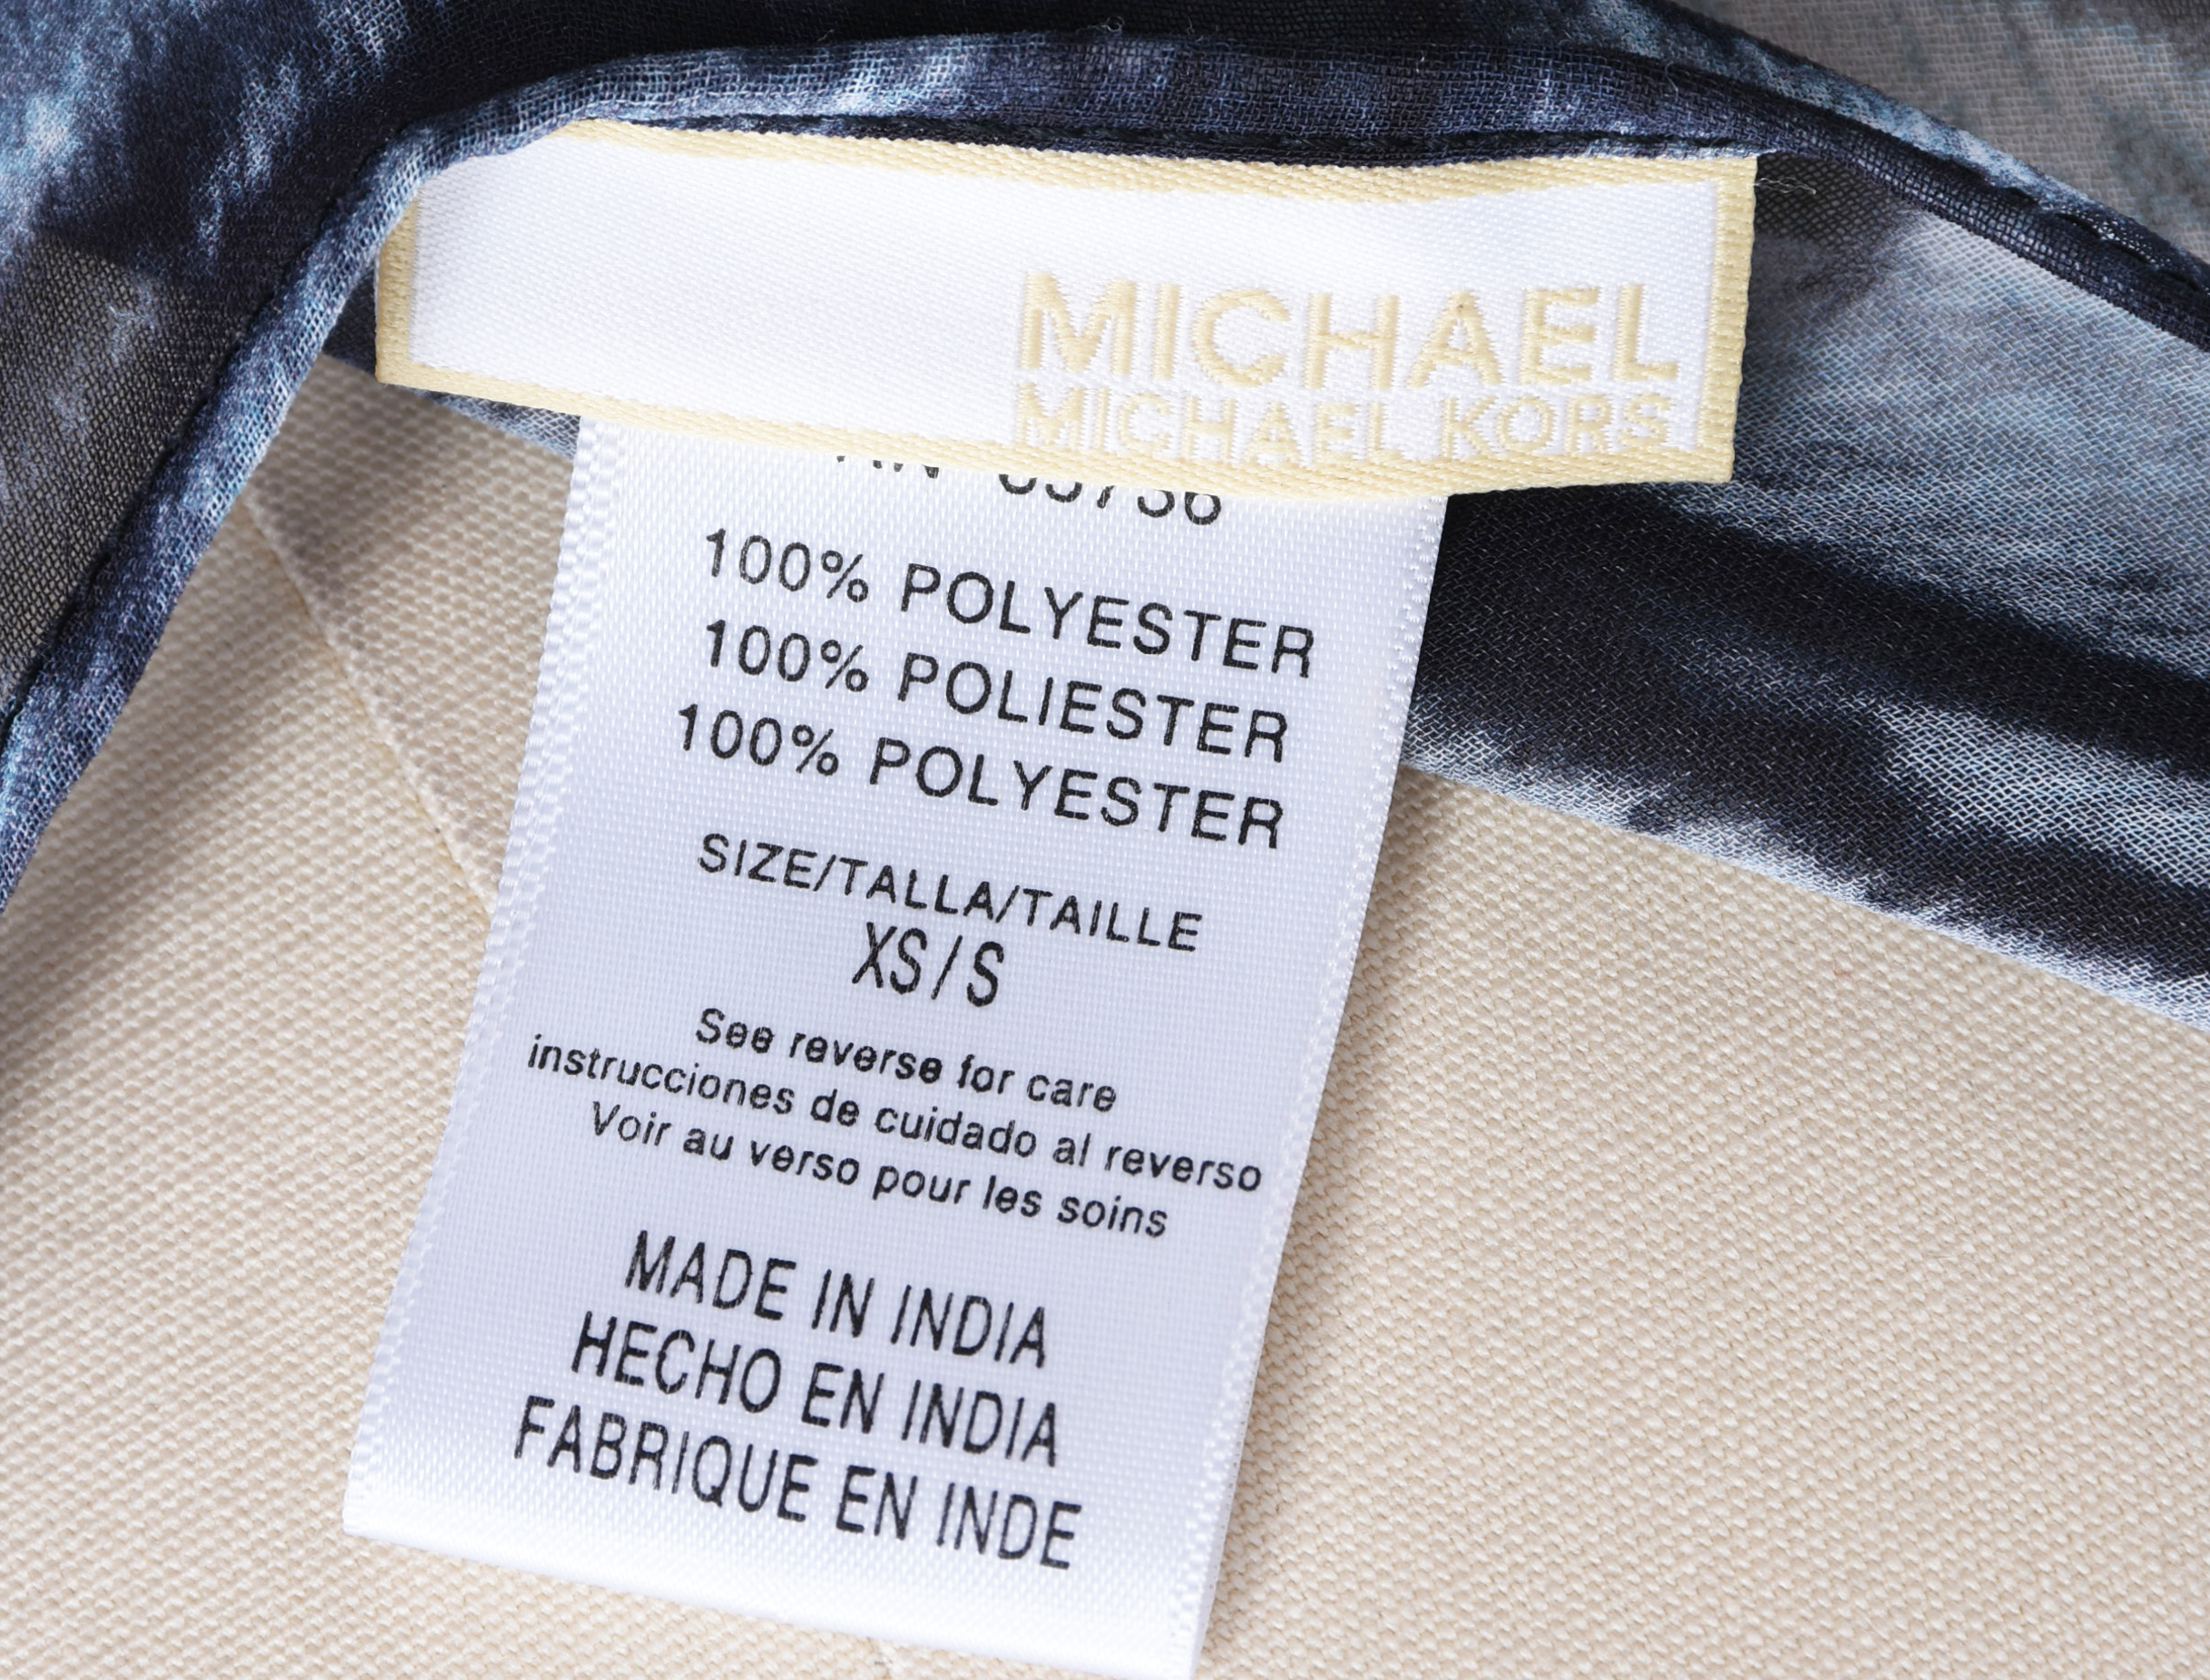 MICHAEL
MICHAEL KORS
100% POLYESTER
100% POLIESTER
100% POLYESTER
SIZE/TALLA/TAILLE
XS/S
See reverse for care
instrucciones de cuidado al reverso
Voir au verso pour les soins
MADE IN INDIA
HECHO EN INDIA
FABRIQUE EN INDE